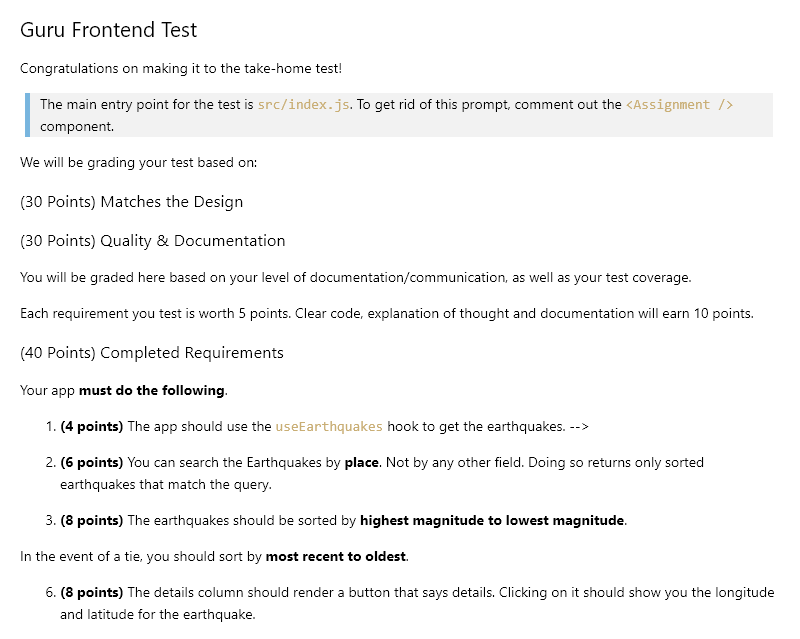 Guru Frontend Test
Congratulations on making it to the take-home test!
The main entry point for the test is src/index.js. To get rid of this prompt, comment out the <Assignment />
component.
We will be grading your test based on:
(30 Points) Matches the Design
(30 Points) Quality & Documentation
You will be graded here based on your level of documentation/communication, as well as your test coverage.
Each requirement you test is worth 5 points. Clear code, explanation of thought and documentation will earn 10 points.
(40 Points) Completed Requirements
Your app must do the following.
1. (4 points) The app should use the useEarthquakes hook to get the earthquakes. -->
2. (6 points) You can search the Earthquakes by place. Not by any other field. Doing so returns only sorted
earthquakes that match the query.
3. (8 points) The earthquakes should be sorted by highest magnitude to lowest magnitude.
In the event of a tie, you should sort by most recent to oldest.
6. (8 points) The details column should render a button that says details. Clicking on it should show you the longitude
and latitude for the earthquake.